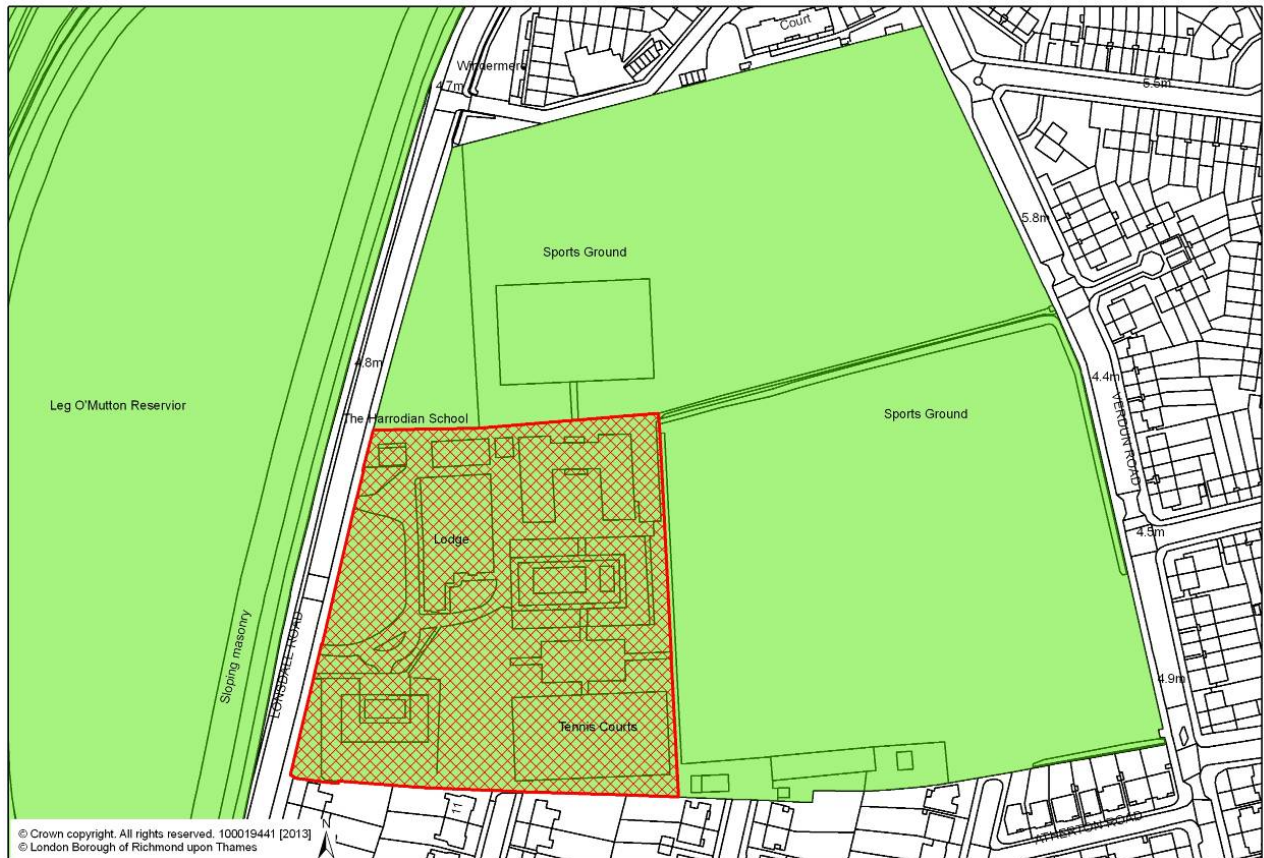 Court
Windermere
4.7m
5.5m
5.8m
Sports Ground
4.8m
4.4m
Leg O'Mutton Reservior
Sports Ground
The Harrodian School
VERDUN ROAD
4.5m
Lodge
Sloping masonry
LONSDALE ROAD
4.9m
Tennis Courts
11
ATHERTON ROAD
N
© Crown copyright. All rights reserved. 100019441 [2013]
© London Borough of Richmond upon Thames